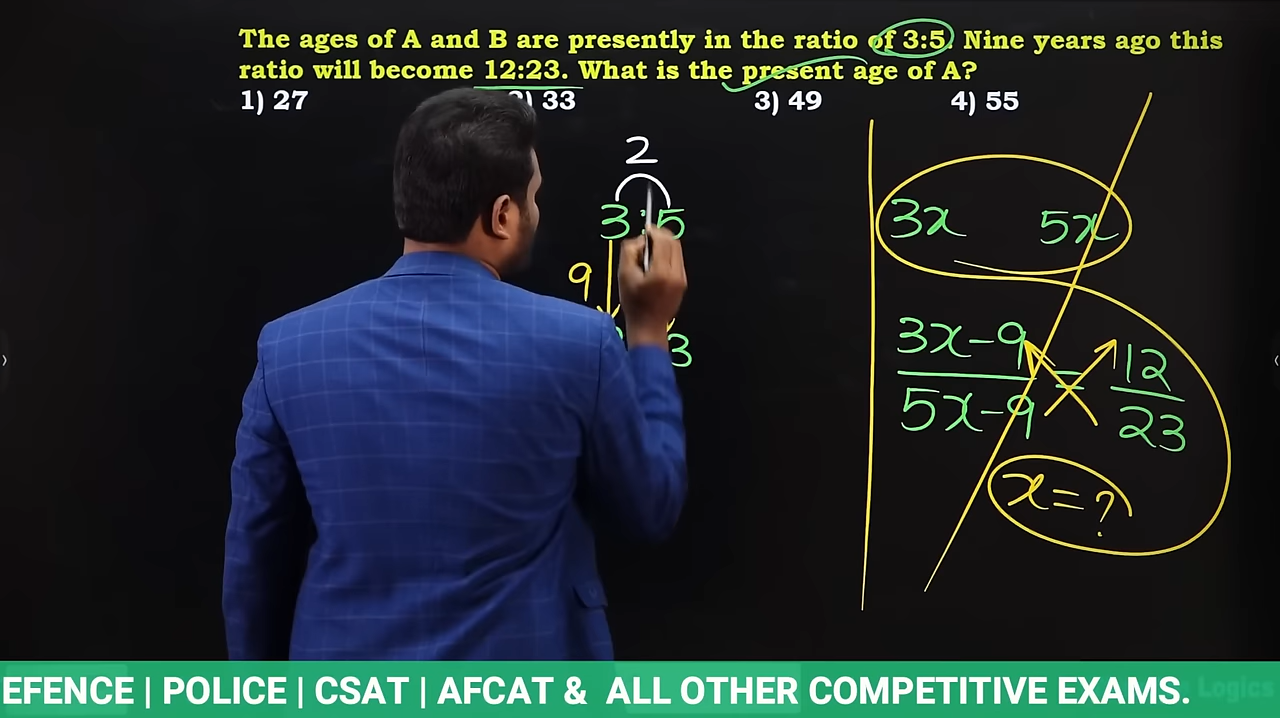 The ages of A and B are presently in the ratio of 3:5. Nine years ago this
ratio will become 12:23. What is the present age of A?
1) 27 2) 33 3) 49 4) 55
2
3:5
9
3
3x 5x
3x-9 = 12
5x-9 23
x=?
EFENCE | POLICE | CSAT | AFCAT & ALL OTHER COMPETITIVE EXAMS.
Logics